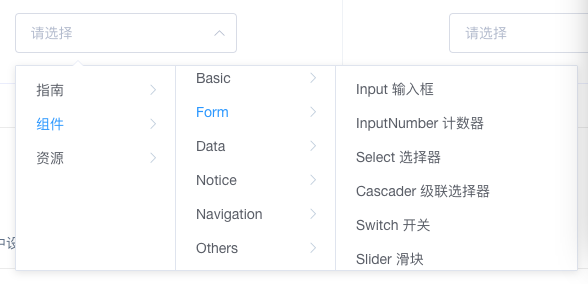 请选择
请选择
指南
组件
资源
Basic
Form
Data
Notice
Navigation
Others
Input 输入框
InputNumber 计数器
Select 选择器
Cascader 级联选择器
Switch 开关
Slider 滑块
中设